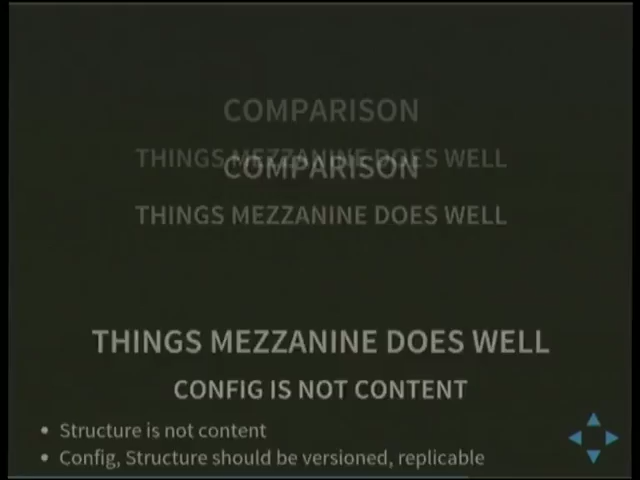 COMPARISON
THINGS MEZZANINE DOES WELL
COMPARISON
THINGS MEZZANINE DOES WELL
THINGS MEZZANINE DOES WELL
CONFIG IS NOT CONTENT
• Structure is not content
• Config, Structure should be versioned, replicable